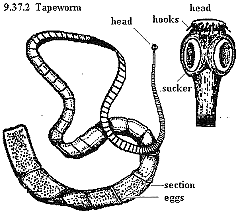 9.37.2 Tapeworm
head
head
hooks
sucker
section
eggs